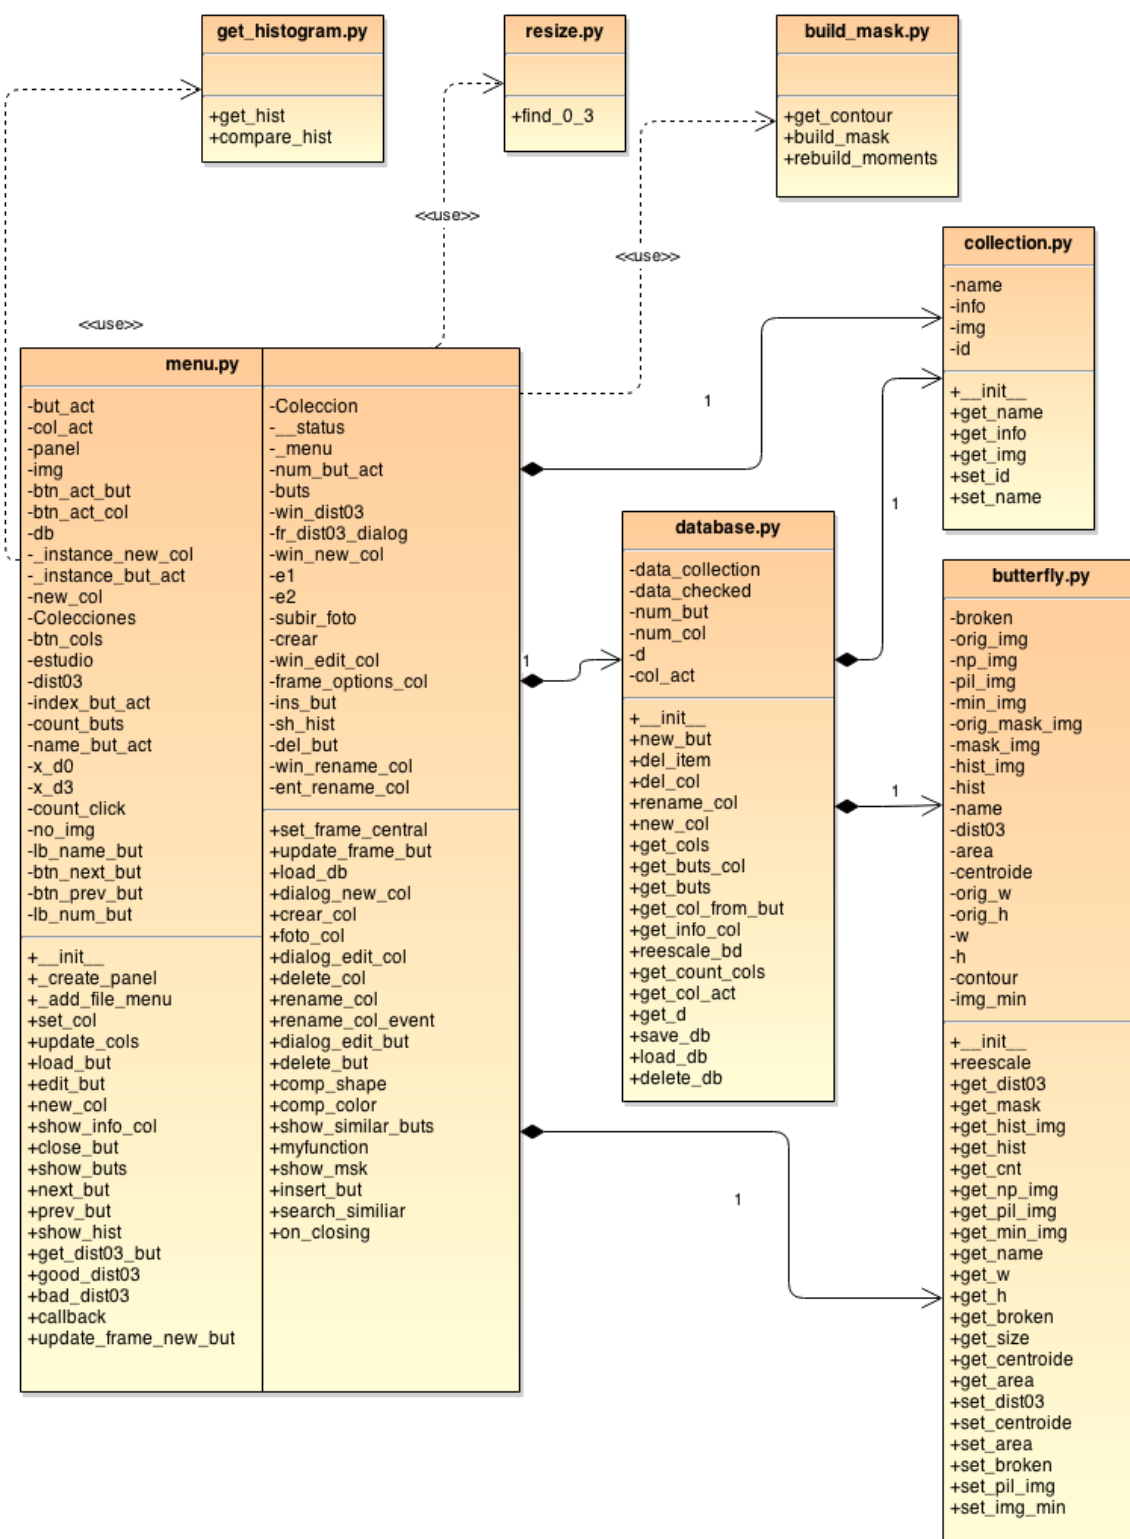 get_histogram.py
+get_hist
+compare_hist
resize.py
+find_0_3
build_mask.py
+get_contour
+build_mask
+rebuild_moments
<<use>>
<<use>>
<<use>>
collection.py
-name
-info
-img
-id
+__init__
+get_name
+get_info
+get_img
+set_id
+set_name
menu.py
-but_act
-col_act
-panel
-img
-btn_act_but
-btn_act_col
-db
-_instance_new_col
-_instance_but_act
-new_col
-Colecciones
-btn_cols
-estudio
-dist03
-index_but_act
-count_buts
-name_but_act
-x_d0
-x_d3
-count_click
-no_img
-lb_name_but
-btn_next_but
-btn_prev_but
-lb_num_but
+__init__
+_create_panel
+_add_file_menu
+set_col
+update_cols
+load_but
+edit_but
+new_col
+show_info_col
+close_but
+show_buts
+next_but
+prev_but
+show_hist
+get_dist03_but
+good_dist03
+bad_dist03
+callback
+update_frame_new_but
-Coleccion
-__status
-_menu
-num_but_act
-buts
-win_dist03
-fr_dist03_dialog
-win_new_col
-e1
-e2
-subir_foto
-crear
-win_edit_col
-frame_options_col
-ins_but
-sh_hist
-del_but
-win_rename_col
-ent_rename_col
+set_frame_central
+update_frame_but
+load_db
+dialog_new_col
+crear_col
+foto_col
+dialog_edit_col
+delete_col
+rename_col
+rename_col_event
+dialog_edit_but
+delete_but
+comp_shape
+comp_color
+show_similar_buts
+myfunction
+show_msk
+insert_but
+search_similiar
+on_closing
1
1
1
1
1
database.py
-data_collection
-data_checked
-num_but
-num_col
-d
-col_act
+__init__
+new_but
+del_item
+del_col
+rename_col
+new_col
+get_cols
+get_buts_col
+get_buts
+get_col_from_but
+get_info_col
+reescale_bd
+get_count_cols
+get_col_act
+get_d
+save_db
+load_db
+delete_db
butterfly.py
-broken
-orig_img
-np_img
-pil_img
-min_img
-orig_mask_img
-mask_img
-hist_img
-hist
-name
-dist03
-area
-centroide
-orig_w
-orig_h
-w
-h
-contour
-img_min
+__init__
+reescale
+get_dist03
+get_mask
+get_hist_img
+get_hist
+get_cnt
+get_np_img
+get_pil_img
+get_min_img
+get_name
+get_w
+get_h
+get_broken
+get_size
+get_centroide
+get_area
+set_dist03
+set_centroide
+set_area
+set_broken
+set_pil_img
+set_img_min